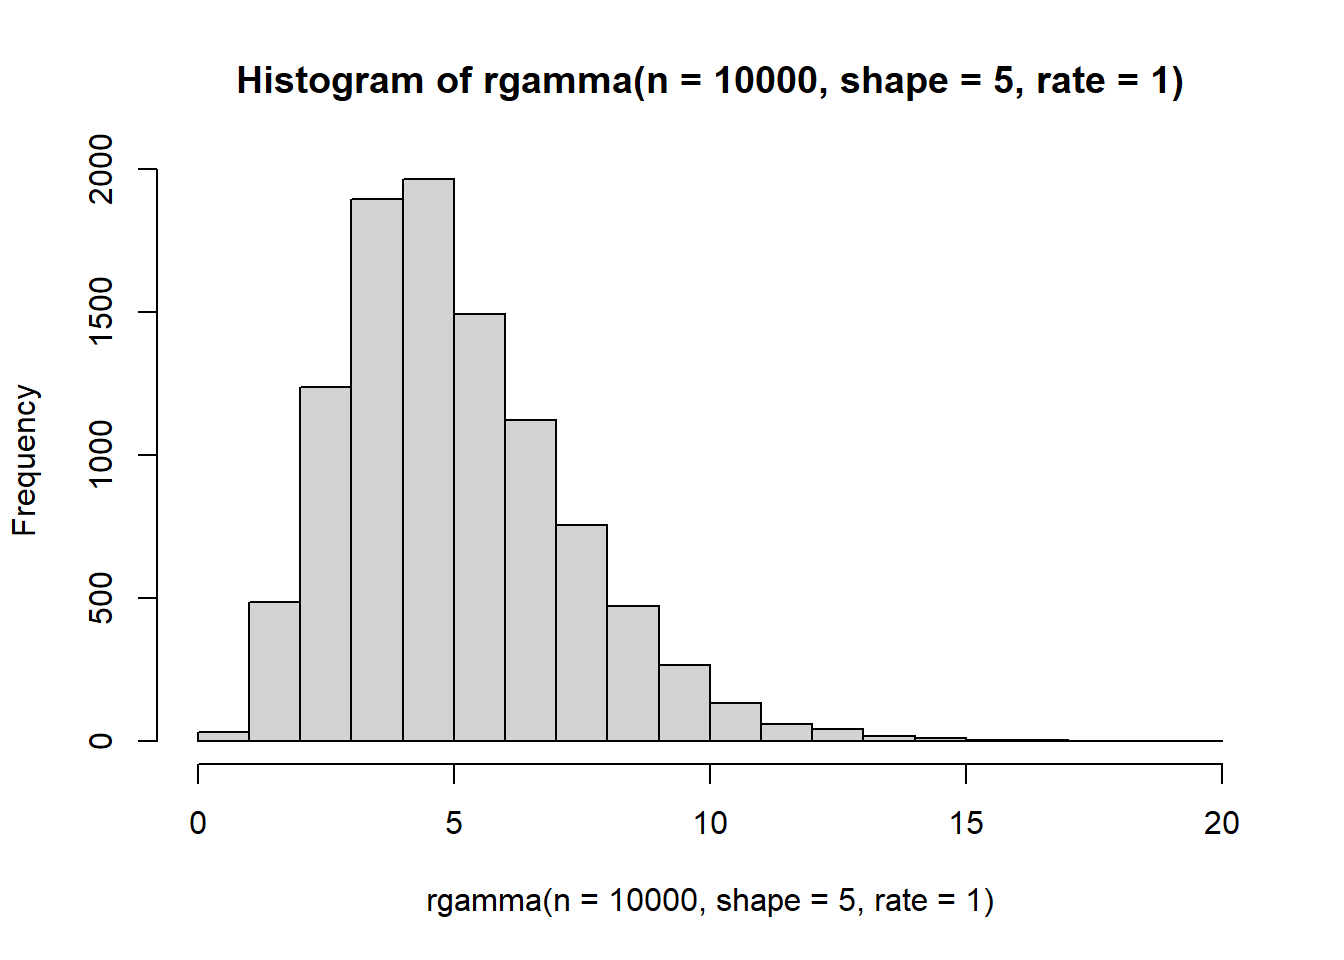 Histogram of rgamma(n = 10000, shape = 5, rate = 1)
2000
1500
1000
500
0
Frequency
0 5 10 15 20
rgamma(n = 10000, shape = 5, rate = 1)